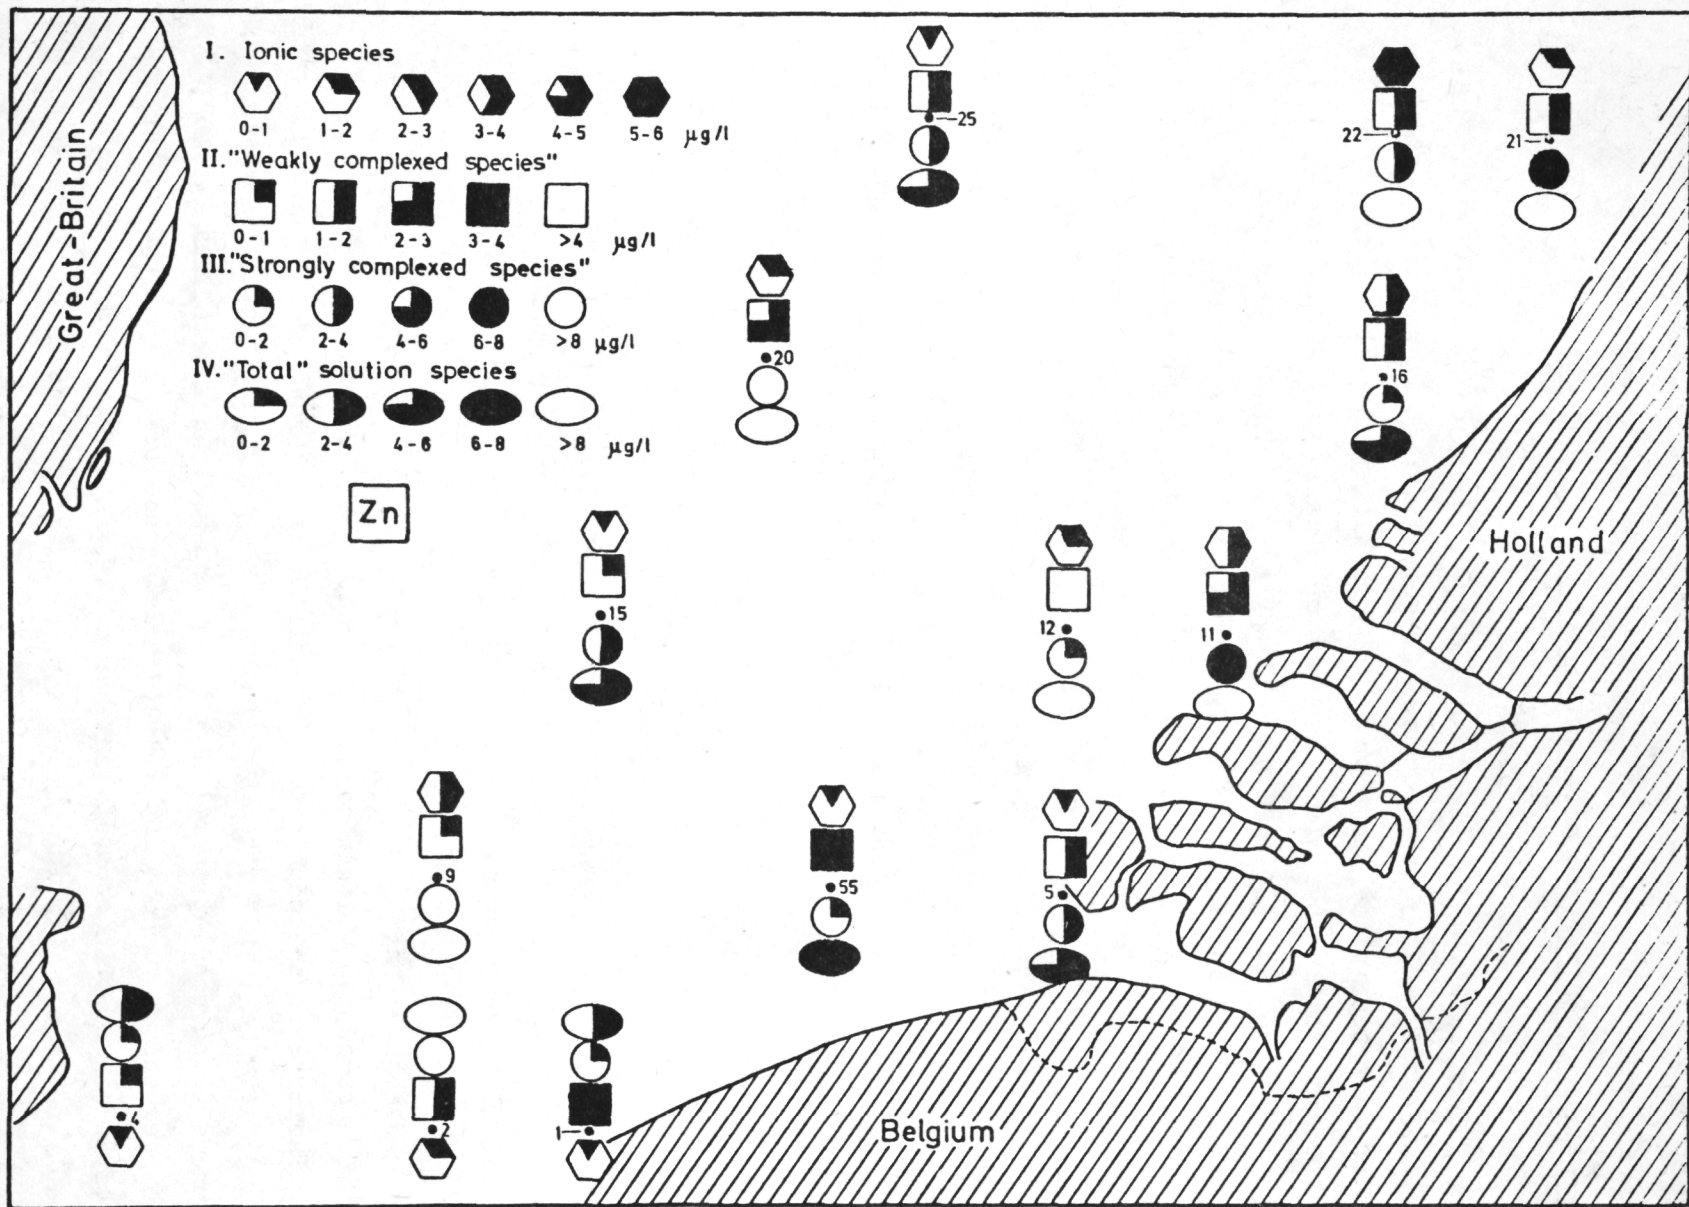 I. Ionic species
0-1 1-2 2-3 3-4 4-5 5-6 µg/l
II. "Weakly complexed species"
0-1 1-2 2-3 3-4 >4 µg/l
III. "Strongly complexed species"
0-2 2-4 4-6 6-8 >8 µg/l
IV. "Total" solution species
0-2 2-4 4-6 6-8 >8 µg/l
Zn
Great-Britain
25
22
21
20
16
Holland
15
12
11
9
55
5
4
2
1
Belgium